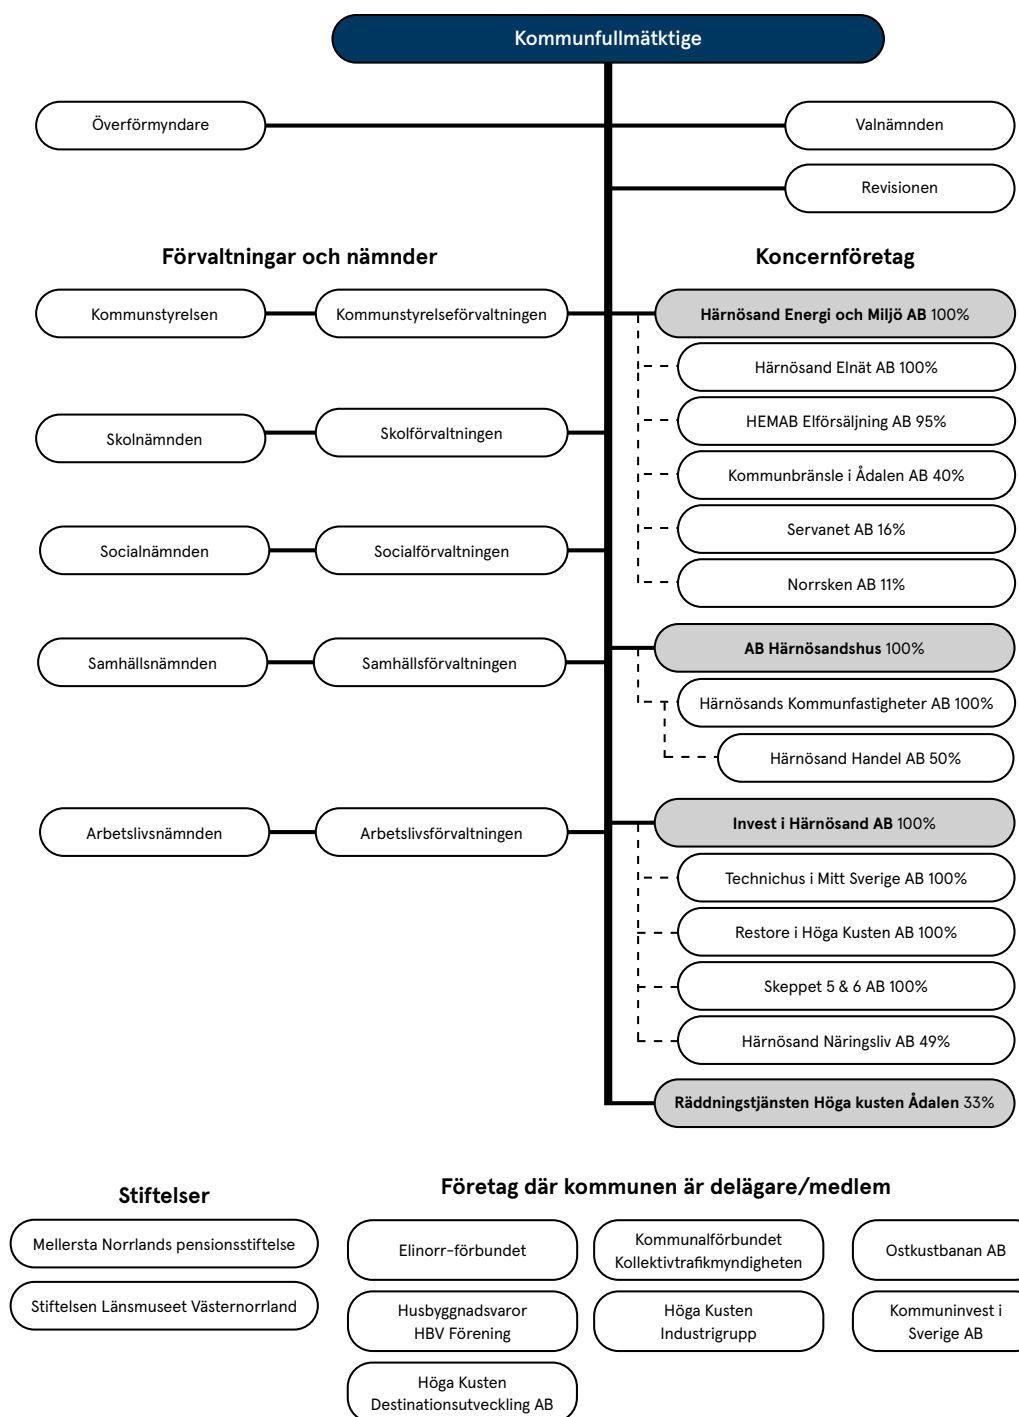 Kommunfullmätktige
Överförmyndare
Valnämnden
Revisionen
Förvaltningar och nämnder
Kommunstyrelsen
Kommunstyrelseförvaltningen
Skolnämnden
Skolförvaltningen
Socialnämnden
Socialförvaltningen
Samhällsnämnden
Samhällsförvaltningen
Arbetslivsnämnden
Arbetslivsförvaltningen
Koncernföretag
Härnösand Energi och Miljö AB 100%
Härnösand Elnät AB 100%
HEMAB Elförsäljning AB 95%
Kommunbränsle i Ådalen AB 40%
Servanet AB 16%
Norrsken AB 11%
AB Härnösandshus 100%
Härnösands Kommunfastigheter AB 100%
Härnösand Handel AB 50%
Invest i Härnösand AB 100%
Technichus i Mitt Sverige AB 100%
Restore i Höga Kusten AB 100%
Skeppet 5 & 6 AB 100%
Härnösand Näringsliv AB 49%
Räddningstjänsten Höga kusten Ådalen 33%
Stiftelser
Mellersta Norrlands pensionsstiftelse
Stiftelsen Länsmuseet Västernorrland
Företag där kommunen är delägare/medlem
Elinorr-förbundet
Kommunalförbundet
Kollektivtrafikmyndigheten
Ostkustbanan AB
Husbyggnadsvaror
HBV Förening
Höga Kusten
Industrigrupp
Kommuninvest i
Sverige AB
Höga Kusten
Destinationsutveckling AB